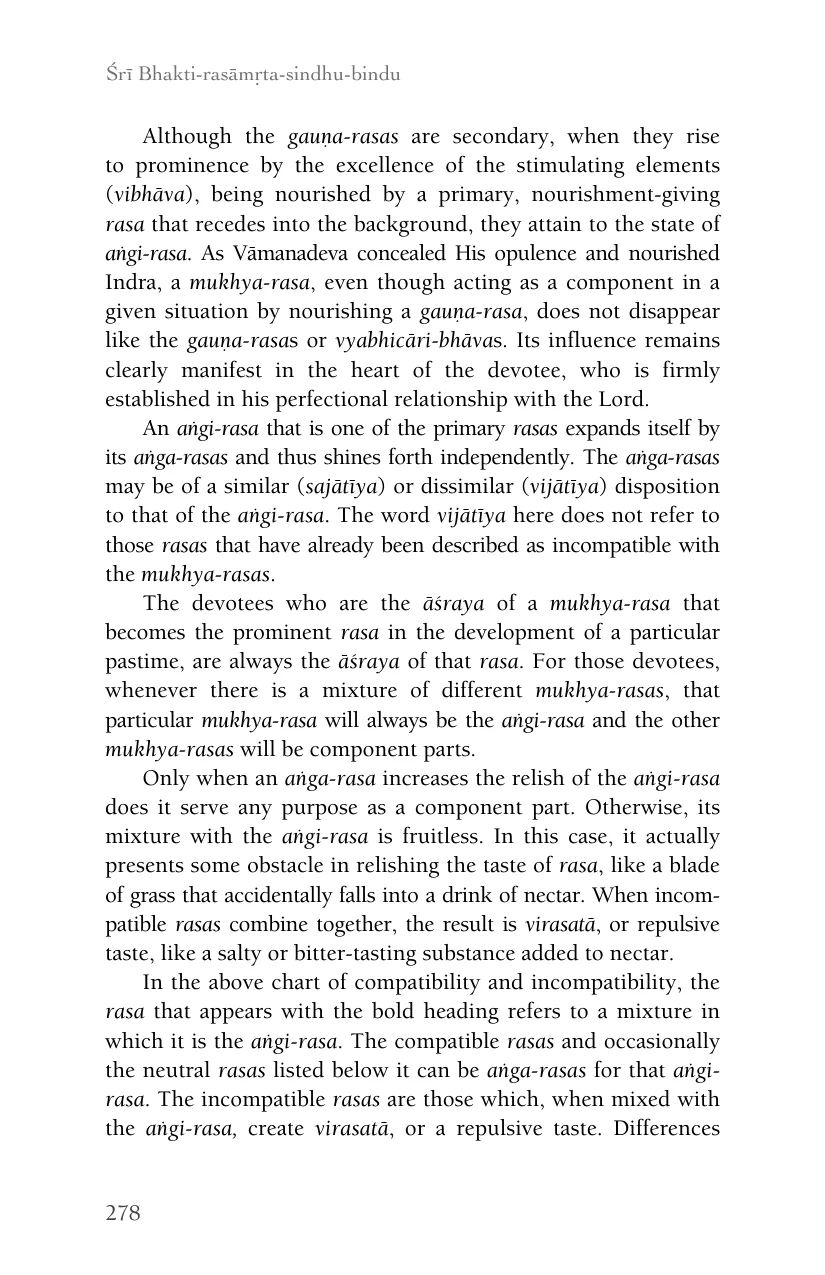 Śrī Bhakti-rasāmṛta-sindhu-bindu
Although the gauṇa-rasas are secondary, when they rise
to prominence by the excellence of the stimulating elements
(vibhāva), being nourished by a primary, nourishment-giving
rasa that recedes into the background, they attain to the state of
aṅgi-rasa. As Vāmanadeva concealed His opulence and nourished
Indra, a mukhya-rasa, even though acting as a component in a
given situation by nourishing a gauṇa-rasa, does not disappear
like the gauṇa-rasas or vyabhicāri-bhāvas. Its influence remains
clearly manifest in the heart of the devotee, who is firmly
established in his perfectional relationship with the Lord.
An aṅgi-rasa that is one of the primary rasas expands itself by
its aṅga-rasas and thus shines forth independently. The aṅga-rasas
may be of a similar (sajātīya) or dissimilar (vijātīya) disposition
to that of the aṅgi-rasa. The word vijātīya here does not refer to
those rasas that have already been described as incompatible with
the mukhya-rasas.
The devotees who are the āśraya of a mukhya-rasa that
becomes the prominent rasa in the development of a particular
pastime, are always the āśraya of that rasa. For those devotees,
whenever there is a mixture of different mukhya-rasas, that
particular mukhya-rasa will always be the aṅgi-rasa and the other
mukhya-rasas will be component parts.
Only when an aṅga-rasa increases the relish of the aṅgi-rasa
does it serve any purpose as a component part. Otherwise, its
mixture with the aṅgi-rasa is fruitless. In this case, it actually
presents some obstacle in relishing the taste of rasa, like a blade
of grass that accidentally falls into a drink of nectar. When incom-
patible rasas combine together, the result is virasatā, or repulsive
taste, like a salty or bitter-tasting substance added to nectar.
In the above chart of compatibility and incompatibility, the
rasa that appears with the bold heading refers to a mixture in
which it is the aṅgi-rasa. The compatible rasas and occasionally
the neutral rasas listed below it can be aṅga-rasas for that aṅgi-
rasa. The incompatible rasas are those which, when mixed with
the aṅgi-rasa, create virasatā, or a repulsive taste. Differences
278